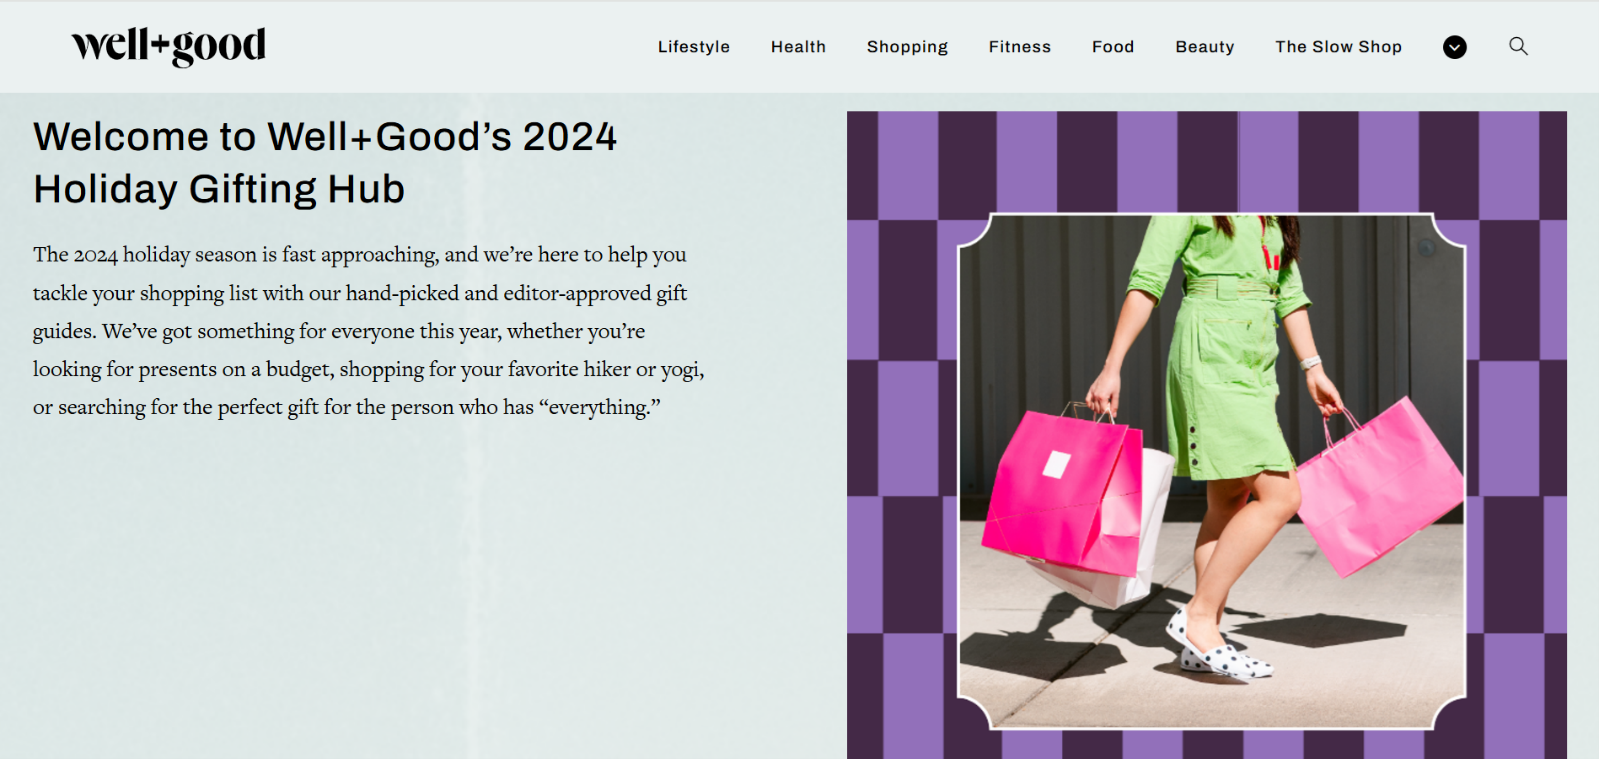 well+good
Lifestyle Health Shopping Fitness Food Beauty The Slow Shop
Welcome to Well+Good’s 2024
Holiday Gifting Hub
The 2024 holiday season is fast approaching, and we’re here to help you
tackle your shopping list with our hand-picked and editor-approved gift
guides. We’ve got something for everyone this year, whether you’re
looking for presents on a budget, shopping for your favorite hiker or yogi,
or searching for the perfect gift for the person who has “everything.”